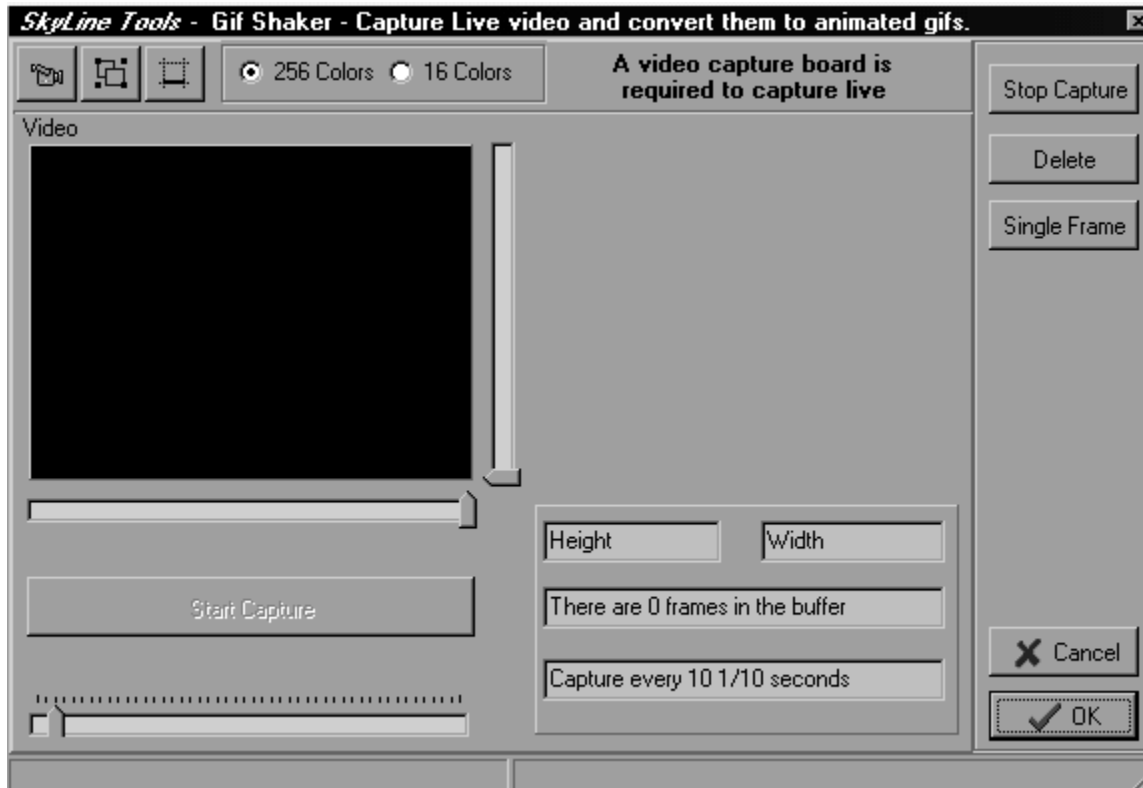 SkyLine Tools - Gif Shaker - Capture Live video and convert them to animated gifs.
256 Colors 16 Colors
A video capture board is
required to capture live
Stop Capture
Video
Delete
Single Frame
Height Width
Start Capture
There are 0 frames in the buffer
Capture every 10 1/10 seconds
Cancel
OK